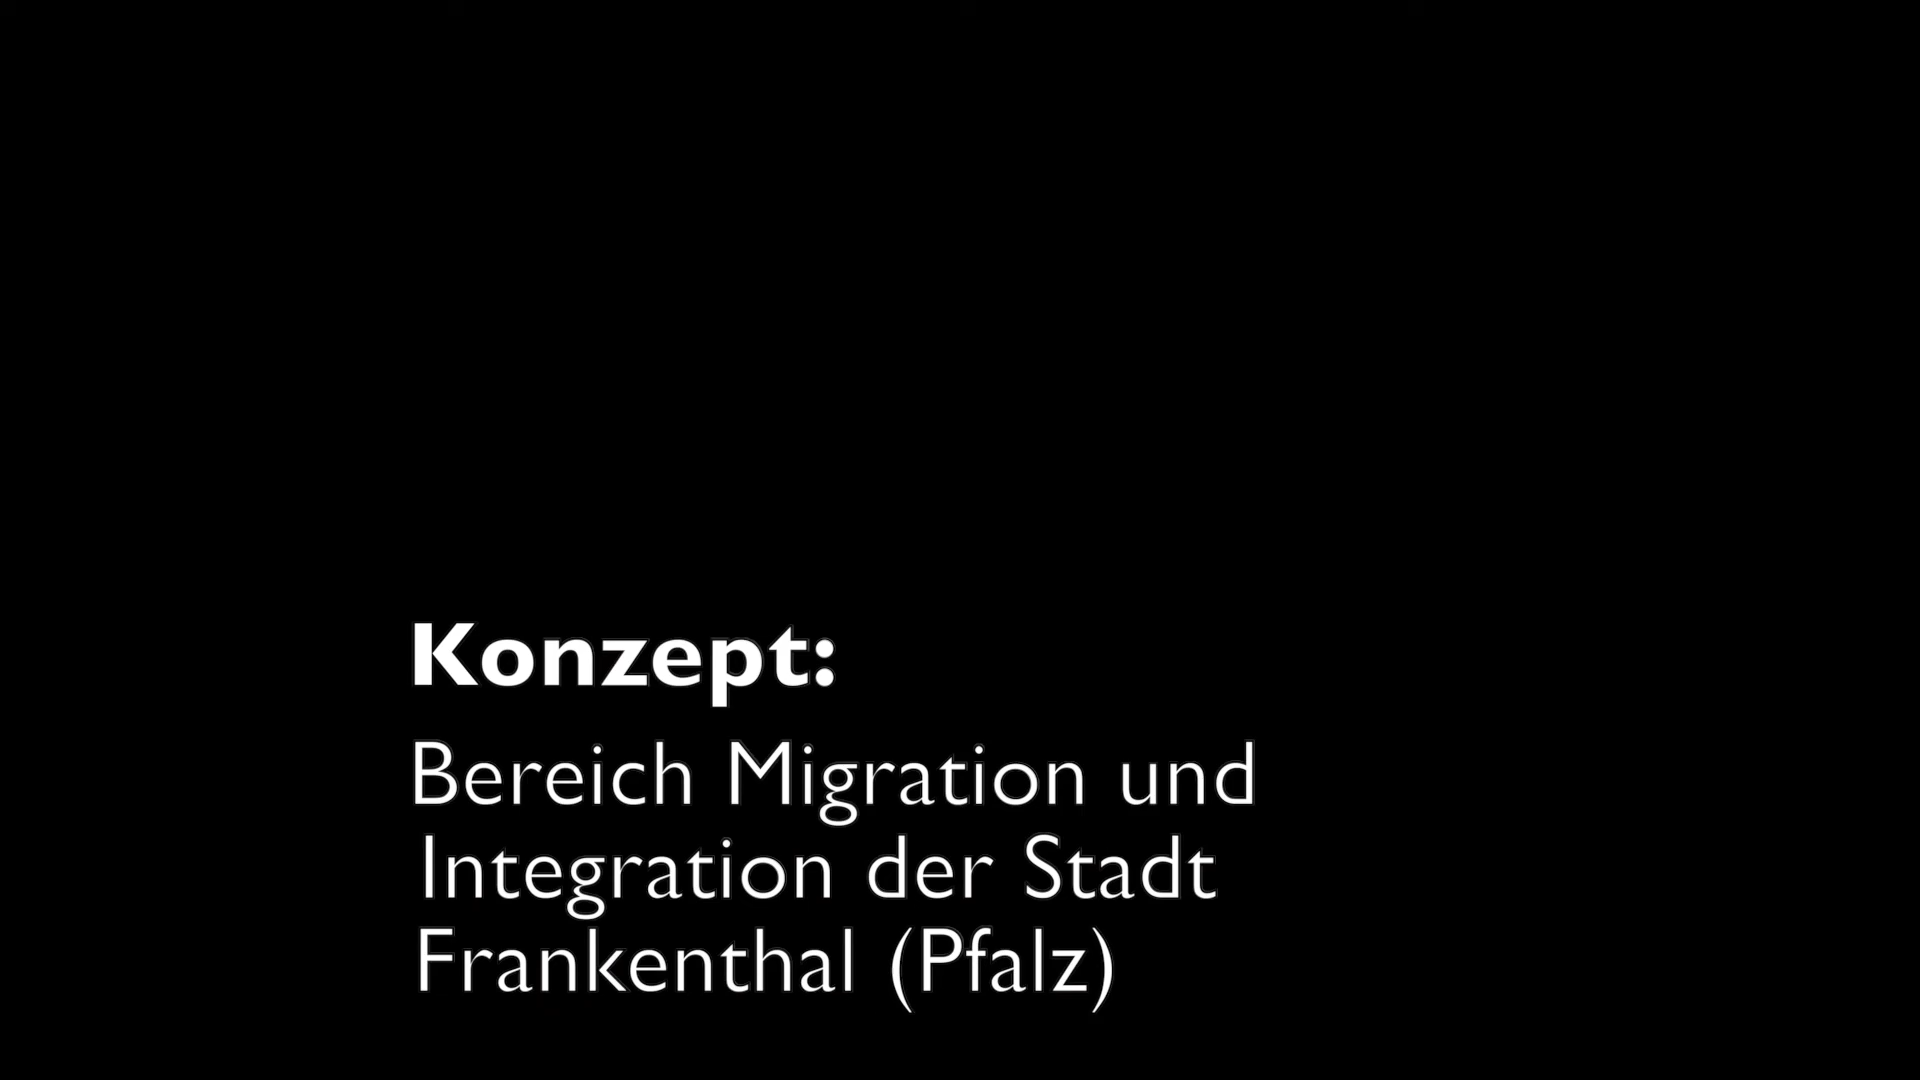 Konzept:
Bereich Migration und
Integration der Stadt
Frankenthal (Pfalz)